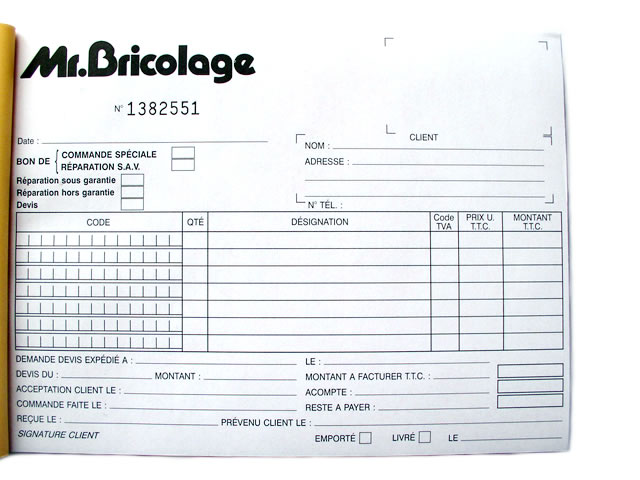 Mr.Bricolage
N° 1382551
Date :
CLIENT
NOM :
BON DE { COMMANDE SPÉCIALE
RÉPARATION S.A.V.
ADRESSE :
Réparation sous garantie
Réparation hors garantie
Devis
N° TÉL. :
CODE QTÉ DÉSIGNATION Code TVA PRIX U. T.T.C. MONTANT T.T.C.
DEMANDE DEVIS EXPÉDIÉ A : LE :
DEVIS DU : MONTANT : MONTANT A FACTURER T.T.C. :
ACCEPTATION CLIENT LE : ACOMPTE :
COMMANDE FAITE LE : RESTE A PAYER :
REÇUE LE : PRÉVENU CLIENT LE :
SIGNATURE CLIENT EMPORTÉ LIVRÉ LE